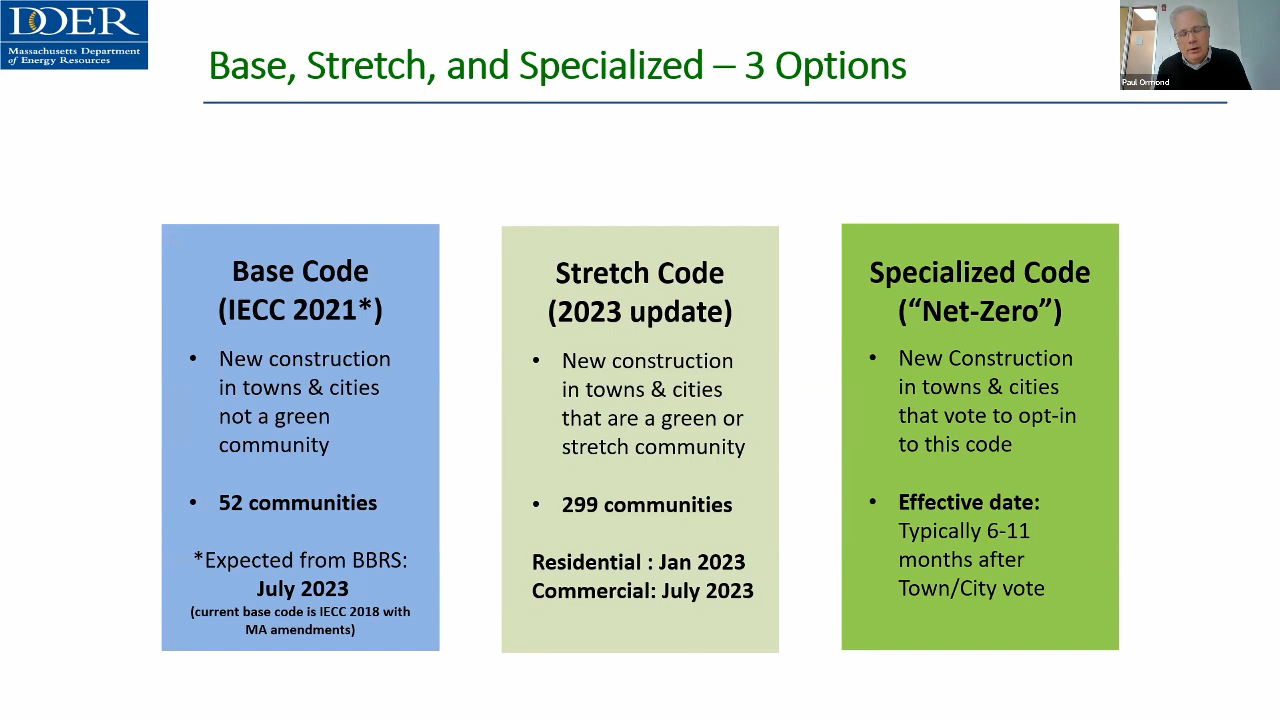 DOER
Massachusetts Department
of Energy Resources
Base, Stretch, and Specialized – 3 Options
Paul Ormond
Base Code
(IECC 2021*)
• New construction
in towns & cities
not a green
community
• 52 communities
*Expected from BBRS:
July 2023
(current base code is IECC 2018 with
MA amendments)
Stretch Code
(2023 update)
• New construction
in towns & cities
that are a green or
stretch community
• 299 communities
Residential : Jan 2023
Commercial: July 2023
Specialized Code
(“Net-Zero”)
• New Construction
in towns & cities
that vote to opt-in
to this code
• Effective date:
Typically 6-11
months after
Town/City vote